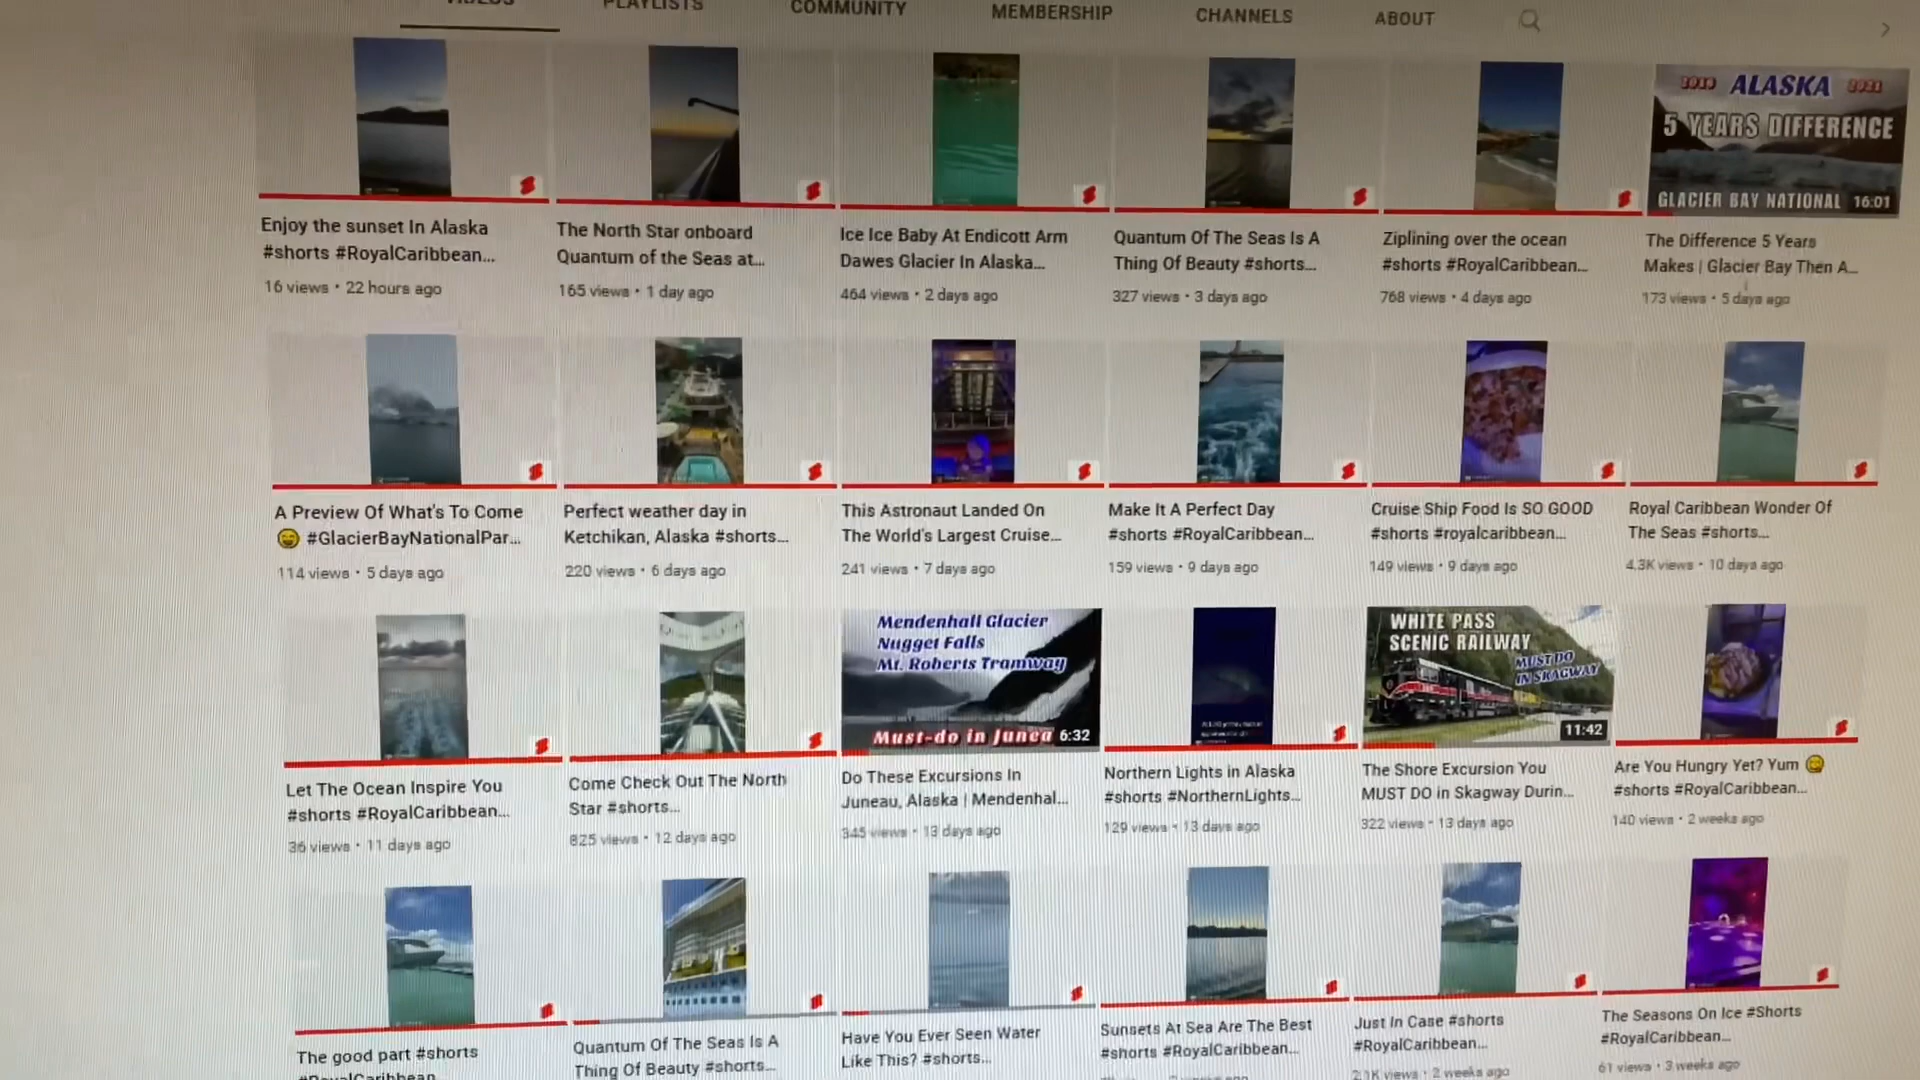 VIDEOS
PLAYLISTS
COMMUNITY
MEMBERSHIP
CHANNELS
ABOUT
2016 ALASKA 2021
5 YEARS DIFFERENCE
GLACIER BAY NATIONAL 16:01
Enjoy the sunset In Alaska
#shorts #RoyalCaribbean...
16 views • 22 hours ago
The North Star onboard
Quantum of the Seas at...
165 views • 1 day ago
Ice Ice Baby At Endicott Arm
Dawes Glacier In Alaska...
464 views • 2 days ago
Quantum Of The Seas Is A
Thing Of Beauty #shorts...
327 views • 3 days ago
Ziplining over the ocean
#shorts #RoyalCaribbean...
768 views • 4 days ago
The Difference 5 Years
Makes | Glacier Bay Then A...
173 views • 5 days ago
A Preview Of What's To Come
😄 #GlacierBayNationalPar...
114 views • 5 days ago
Perfect weather day in
Ketchikan, Alaska #shorts...
220 views • 6 days ago
This Astronaut Landed On
The World's Largest Cruise...
241 views • 7 days ago
Make It A Perfect Day
#shorts #RoyalCaribbean...
159 views • 9 days ago
Cruise Ship Food Is SO GOOD
#shorts #royalcaribbean...
149 views • 9 days ago
Royal Caribbean Wonder Of
The Seas #shorts...
4.3K views • 10 days ago
Mendenhall Glacier
Nugget Falls
Mt. Roberts Tramway
Must-do in Junea 6:32
WHITE PASS
SCENIC RAILWAY
MUST DO
IN SKAGWAY
11:42
Let The Ocean Inspire You
#shorts #RoyalCaribbean...
36 views • 11 days ago
Come Check Out The North
Star #shorts...
825 views • 12 days ago
Do These Excursions In
Juneau, Alaska | Mendenhal...
345 views • 13 days ago
Northern Lights in Alaska
#shorts #NorthernLights...
129 views • 13 days ago
The Shore Excursion You
MUST DO in Skagway Durin...
322 views • 13 days ago
Are You Hungry Yet? Yum 😋
#shorts #RoyalCaribbean...
140 views • 2 weeks ago
The good part #shorts
#RoyalCaribbean
Quantum Of The Seas Is A
Thing Of Beauty #shorts...
Have You Ever Seen Water
Like This? #shorts...
Sunsets At Sea Are The Best
#shorts #RoyalCaribbean...
Just In Case #shorts
#RoyalCaribbean...
2.1K views • 2 weeks ago
The Seasons On Ice #Shorts
#RoyalCaribbean...
61 views • 3 weeks ago